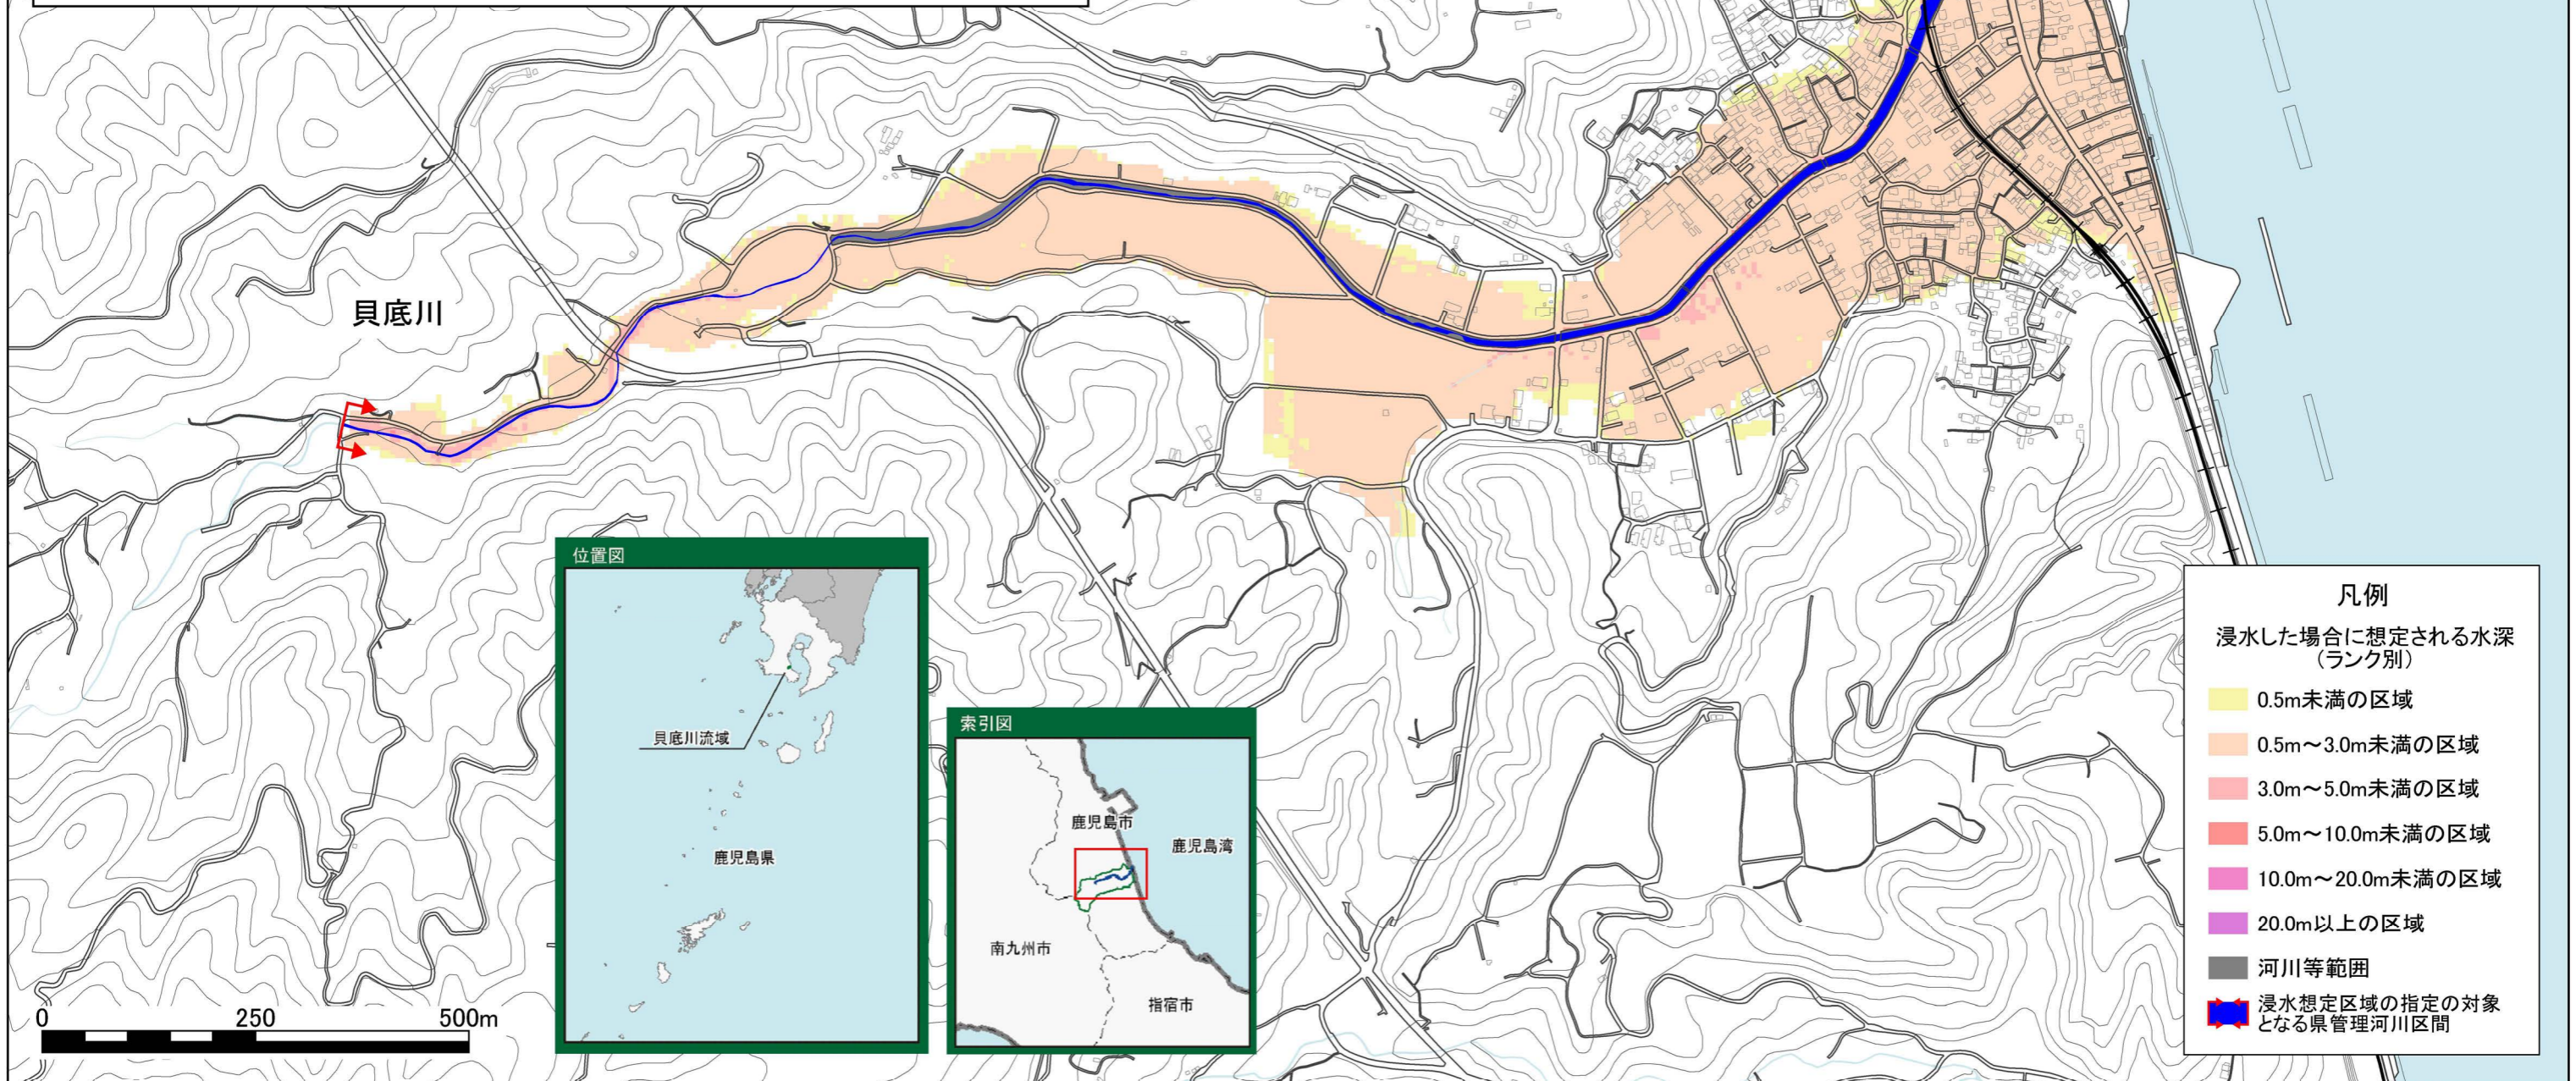 貝底川
位置図
貝底川流域
鹿児島県
索引図
鹿児島市
鹿児島湾
南九州市
指宿市
0 250 500m
凡例
浸水した場合に想定される水深
(ランク別)
0.5m未満の区域
0.5m～3.0m未満の区域
3.0m～5.0m未満の区域
5.0m～10.0m未満の区域
10.0m～20.0m未満の区域
20.0m以上の区域
河川等範囲
浸水想定区域の指定の対象
となる県管理河川区間